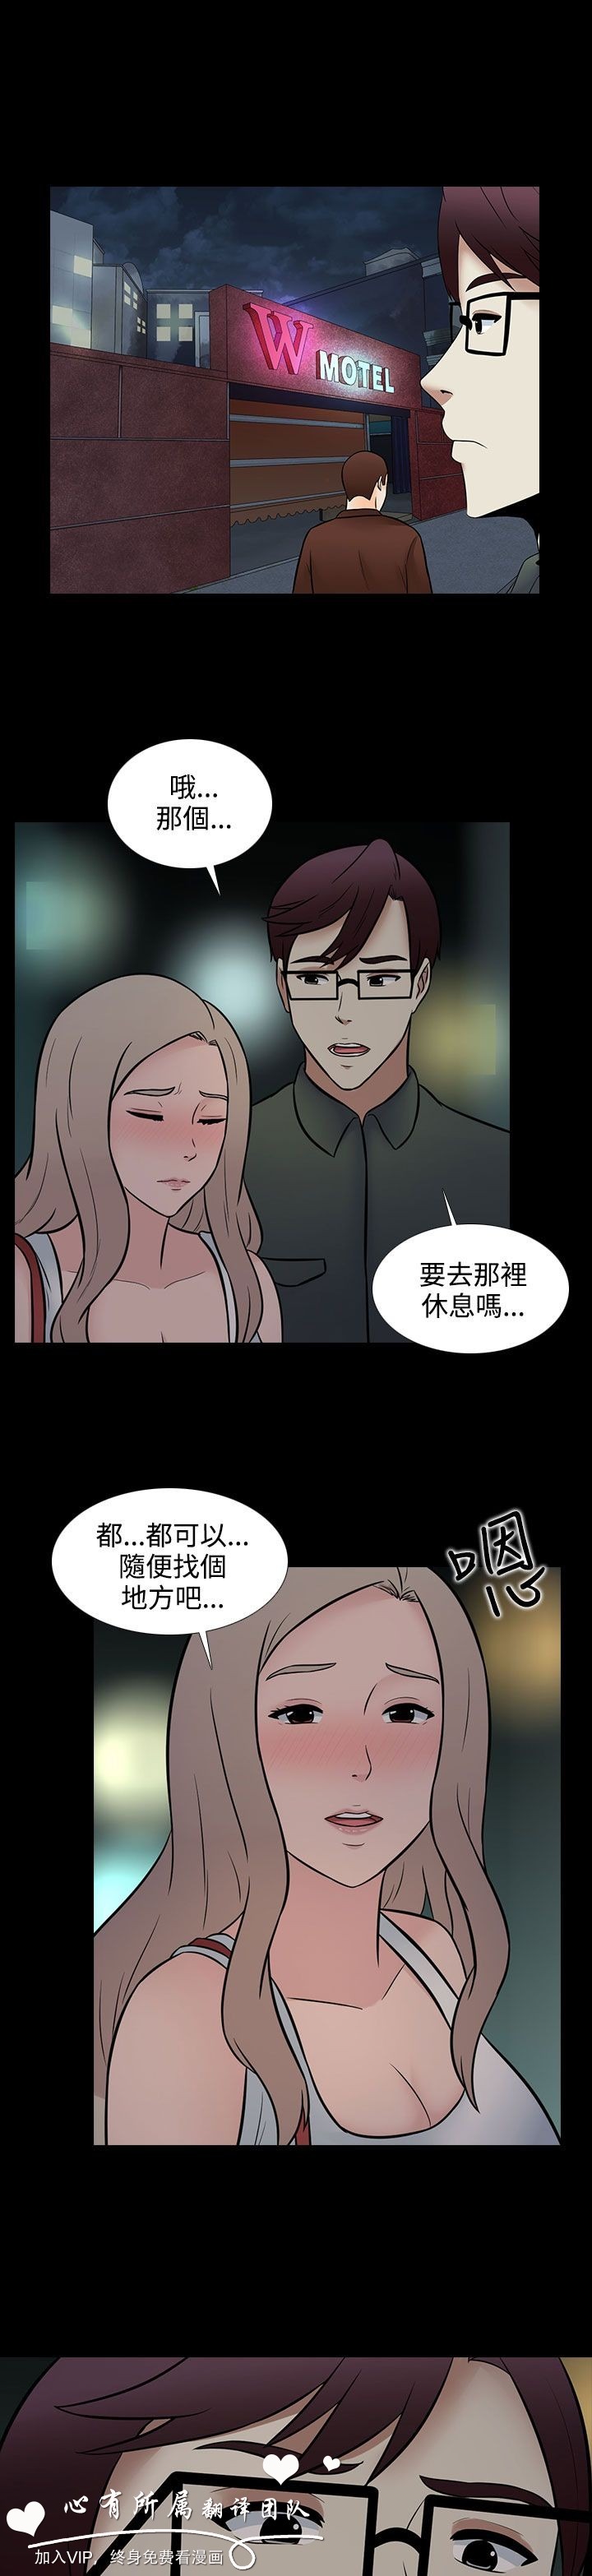 W MOTEL
哦...
那個...
要去那裡
休息嗎...
都...都可以...
隨便找個
地方吧...
嗯
心有所属翻译团队
加入VIP，终身免费看漫画